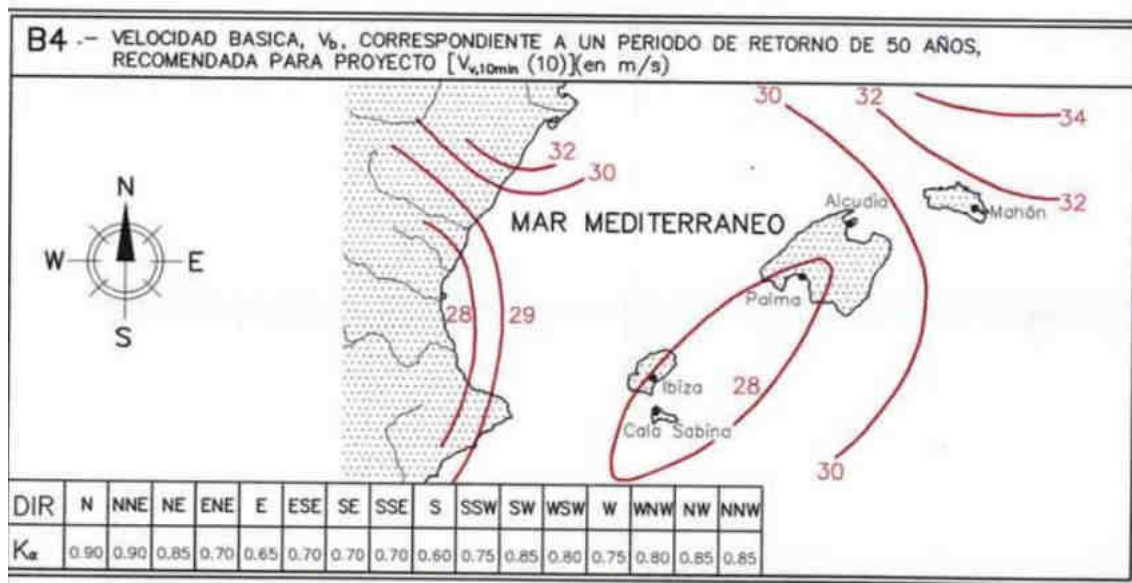 B4 .- VELOCIDAD BASICA, Vb, CORRESPONDIENTE A UN PERIODO DE RETORNO DE 50 AÑOS,
RECOMENDADA PARA PROYECTO [Vv,10min (10)](en m/s)
30
32
34
32
30
N
Alcudia
Mahón
32
MAR MEDITERRANEO
W
E
Palma
S
28
29
Ibiza
28
Cala Sabina
30
DIR N NNE NE ENE E ESE SE SSE S SSW SW WSW W WNW NW NNW
Kα 0.90 0.90 0.85 0.70 0.65 0.70 0.70 0.70 0.60 0.75 0.85 0.80 0.75 0.80 0.85 0.85